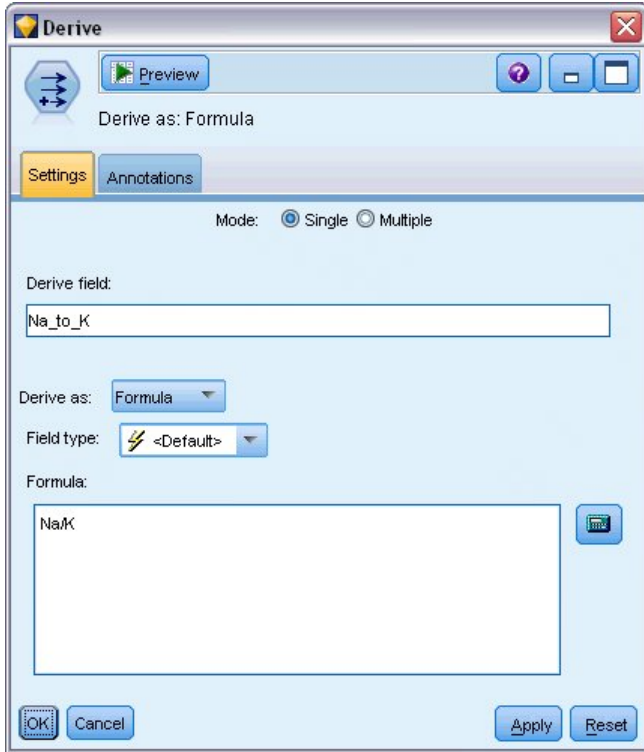 Derive
Preview
Derive as: Formula
Settings Annotations
Mode: Single Multiple
Derive field:
Na_to_K
Derive as: Formula
Field type: <Default>
Formula:
Na/K
OK Cancel Apply Reset